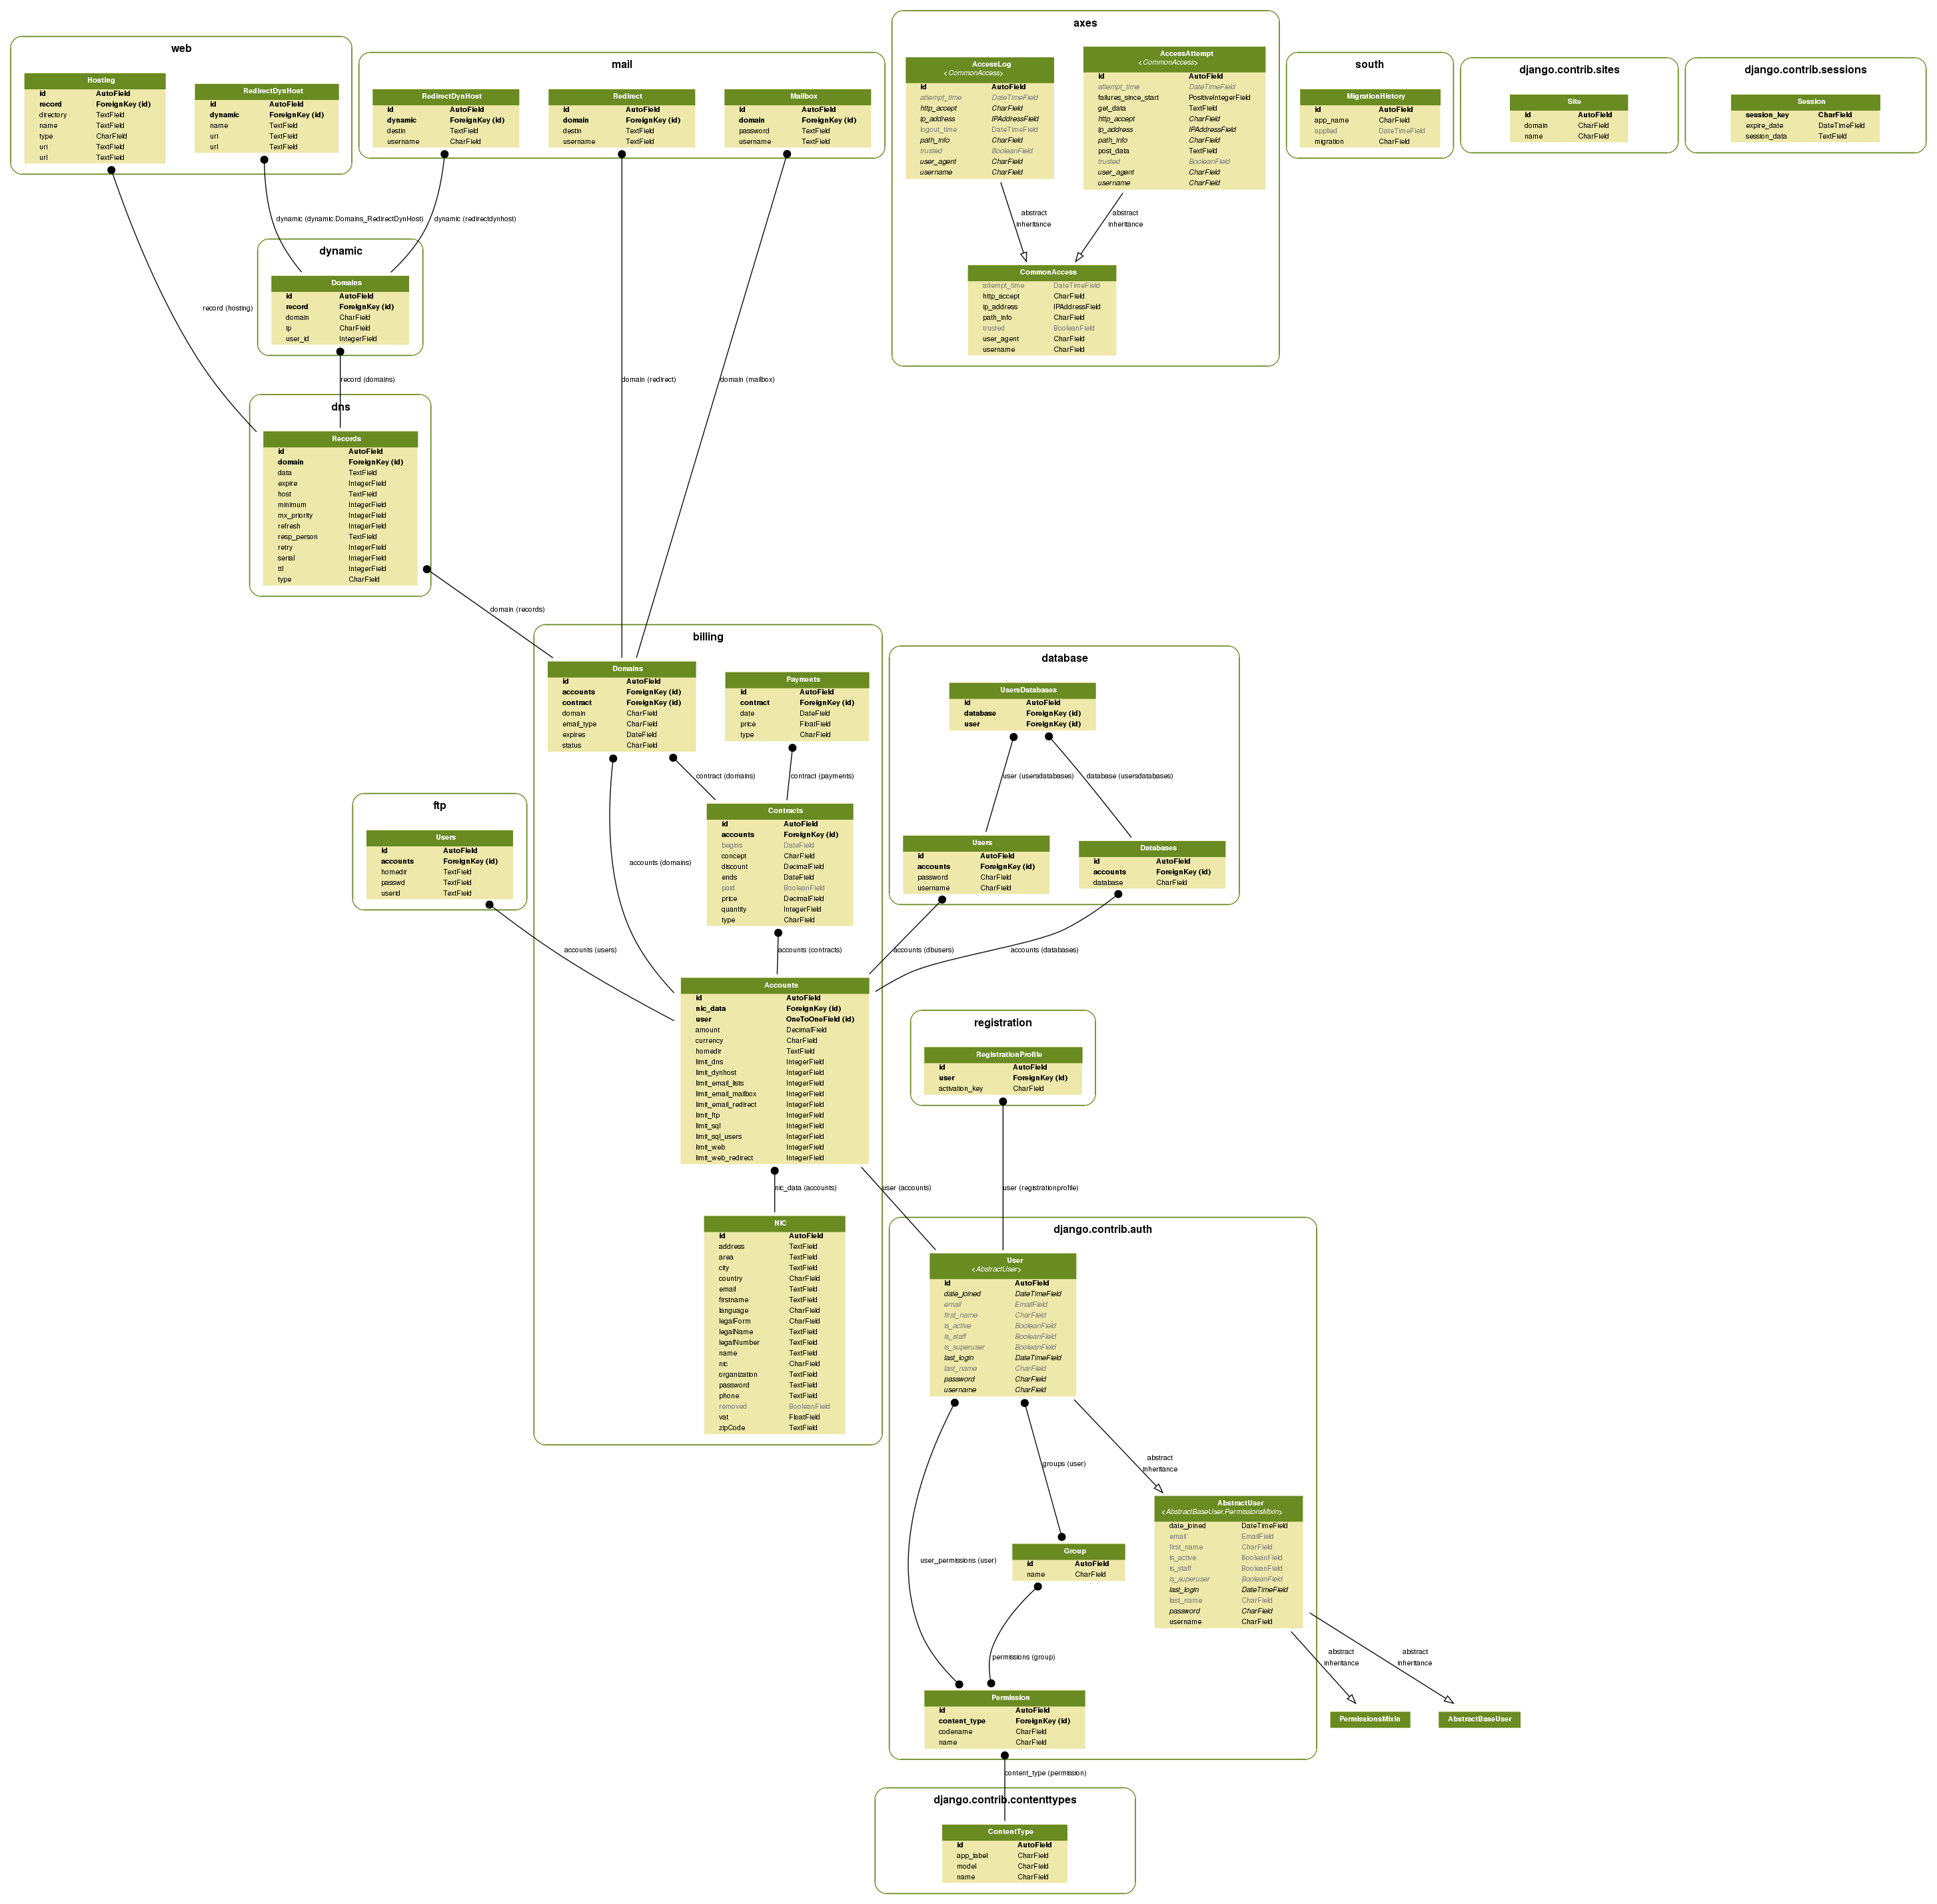 web
Hosting
id AutoField
record ForeignKey (id)
directory TextField
name TextField
type CharField
uri TextField
url TextField
RedirectDynHost
id AutoField
dynamic ForeignKey (id)
name TextField
uri TextField
url TextField
mail
RedirectDynHost
id AutoField
dynamic ForeignKey (id)
destin TextField
username CharField
Redirect
id AutoField
domain ForeignKey (id)
destin TextField
username TextField
Mailbox
id AutoField
domain ForeignKey (id)
password TextField
username TextField
axes
AccessLog
<CommonAccess>
id AutoField
attempt_time DateTimeField
http_accept CharField
ip_address IPAddressField
logout_time DateTimeField
path_info CharField
trusted BooleanField
user_agent CharField
username CharField
AccessAttempt
<CommonAccess>
id AutoField
attempt_time DateTimeField
failures_since_start PositiveIntegerField
get_data TextField
http_accept CharField
ip_address IPAddressField
path_info CharField
post_data TextField
trusted BooleanField
user_agent CharField
username CharField
abstract
inheritance
abstract
inheritance
CommonAccess
attempt_time DateTimeField
http_accept CharField
ip_address IPAddressField
path_info CharField
trusted BooleanField
user_agent CharField
username CharField
south
MigrationHistory
id AutoField
app_name CharField
applied DateTimeField
migration CharField
django.contrib.sites
Site
id AutoField
domain CharField
name CharField
django.contrib.sessions
Session
session_key CharField
expire_date DateTimeField
session_data TextField
dynamic (dynamic.Domains_RedirectDynHost)
dynamic (redirectdynhost)
record (hosting)
dynamic
Domains
id AutoField
record ForeignKey (id)
domain CharField
ip CharField
user_id IntegerField
record (domains)
domain (redirect)
domain (mailbox)
dns
Records
id AutoField
domain ForeignKey (id)
data TextField
expire IntegerField
host TextField
minimum IntegerField
mx_priority IntegerField
refresh IntegerField
resp_person TextField
retry IntegerField
serial IntegerField
ttl IntegerField
type CharField
domain (records)
billing
Domains
id AutoField
accounts ForeignKey (id)
contract ForeignKey (id)
domain CharField
email_type CharField
expires DateField
status CharField
Payments
id AutoField
contract ForeignKey (id)
date DateField
price FloatField
type CharField
contract (domains)
contract (payments)
accounts (domains)
Contracts
id AutoField
accounts ForeignKey (id)
begins DateField
concept CharField
discount DecimalField
ends DateField
paid BooleanField
price DecimalField
quantity IntegerField
type CharField
accounts (contracts)
database
UsersDatabases
id AutoField
database ForeignKey (id)
user ForeignKey (id)
user (usersdatabases)
database (usersdatabases)
Users
id AutoField
accounts ForeignKey (id)
password CharField
username CharField
Databases
id AutoField
accounts ForeignKey (id)
database CharField
accounts (dbusers)
accounts (databases)
ftp
Users
id AutoField
accounts ForeignKey (id)
homedir TextField
passwd TextField
userid TextField
accounts (users)
Accounts
id AutoField
nic_data ForeignKey (id)
user OneToOneField (id)
amount DecimalField
currency CharField
homedir TextField
limit_dns IntegerField
limit_dynhost IntegerField
limit_email_lists IntegerField
limit_email_mailbox IntegerField
limit_email_redirect IntegerField
limit_ftp IntegerField
limit_sql IntegerField
limit_sql_users IntegerField
limit_web IntegerField
limit_web_redirect IntegerField
nic_data (accounts)
user (accounts)
NIC
id AutoField
address TextField
area TextField
city TextField
country CharField
email TextField
firstname TextField
language CharField
legalForm CharField
legalName TextField
legalNumber TextField
name TextField
nic CharField
organization TextField
password TextField
phone TextField
removed BooleanField
vat FloatField
zipCode TextField
registration
RegistrationProfile
id AutoField
user ForeignKey (id)
activation_key CharField
user (registrationprofile)
django.contrib.auth
User
<AbstractUser>
id AutoField
date_joined DateTimeField
email EmailField
first_name CharField
is_active BooleanField
is_staff BooleanField
is_superuser BooleanField
last_login DateTimeField
last_name CharField
password CharField
username CharField
abstract
inheritance
groups (user)
user_permissions (user)
AbstractUser
<AbstractBaseUser,PermissionsMixin>
date_joined DateTimeField
email EmailField
first_name CharField
is_active BooleanField
is_staff BooleanField
is_superuser BooleanField
last_login DateTimeField
last_name CharField
password CharField
username CharField
Group
id AutoField
name CharField
permissions (group)
abstract
inheritance
abstract
inheritance
Permission
id AutoField
content_type ForeignKey (id)
codename CharField
name CharField
PermissionsMixin
AbstractBaseUser
content_type (permission)
django.contrib.contenttypes
ContentType
id AutoField
app_label CharField
model CharField
name CharField